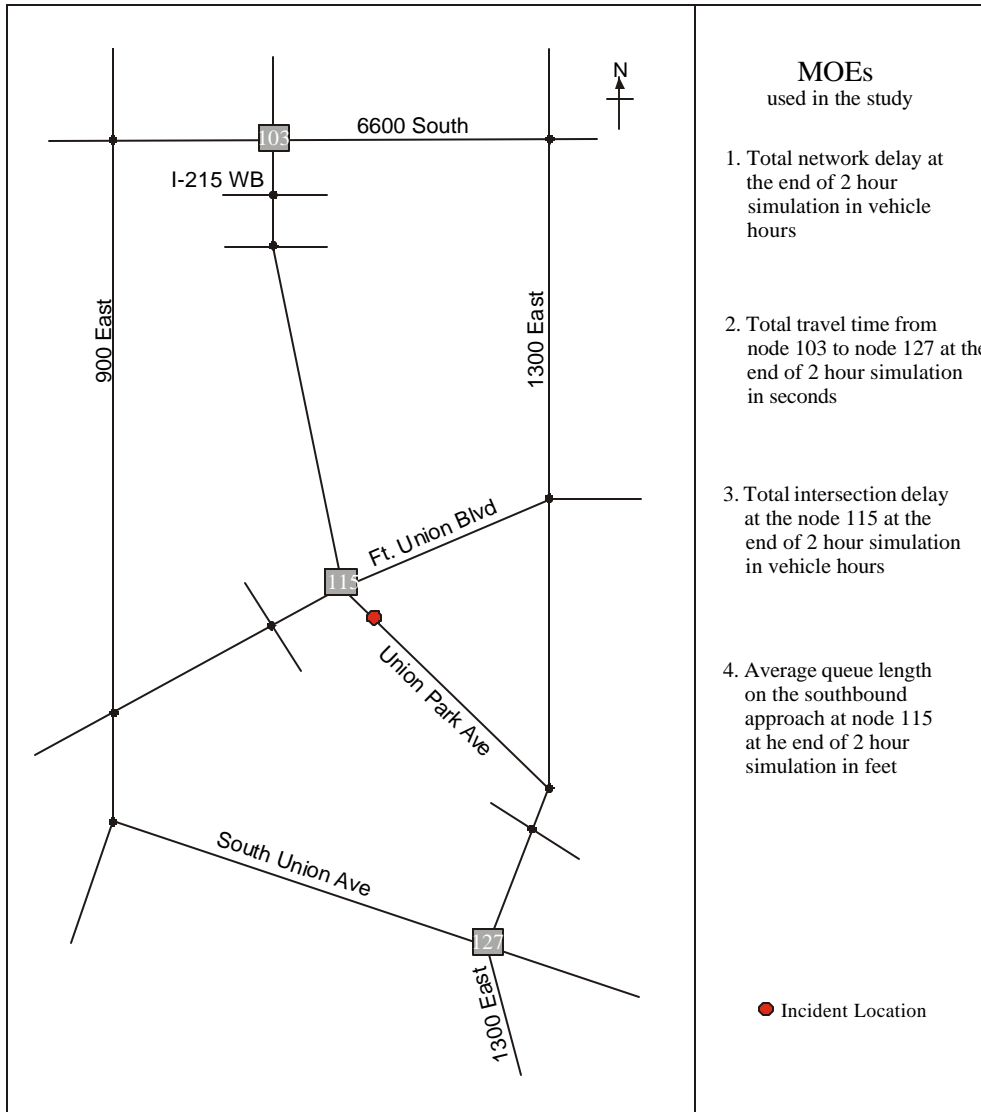 N
6600 South
103
I-215 WB
900 East
1300 East
Ft. Union Blvd
115
Union Park Ave
South Union Ave
127
1300 East
MOEs
used in the study
1. Total network delay at
the end of 2 hour
simulation in vehicle
hours
2. Total travel time from
node 103 to node 127 at the
end of 2 hour simulation
in seconds
3. Total intersection delay
at the node 115 at the
end of 2 hour simulation
in vehicle hours
4. Average queue length
on the southbound
approach at node 115
at he end of 2 hour
simulation in feet
Incident Location